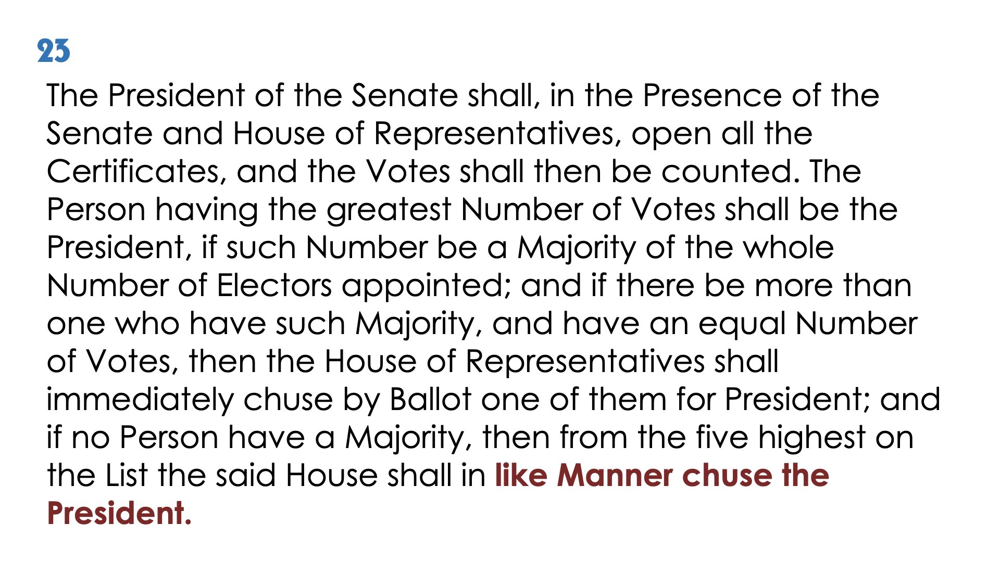 23
The President of the Senate shall, in the Presence of the
Senate and House of Representatives, open all the
Certificates, and the Votes shall then be counted. The
Person having the greatest Number of Votes shall be the
President, if such Number be a Majority of the whole
Number of Electors appointed; and if there be more than
one who have such Majority, and have an equal Number
of Votes, then the House of Representatives shall
immediately chuse by Ballot one of them for President; and
if no Person have a Majority, then from the five highest on
the List the said House shall in like Manner chuse the
President.